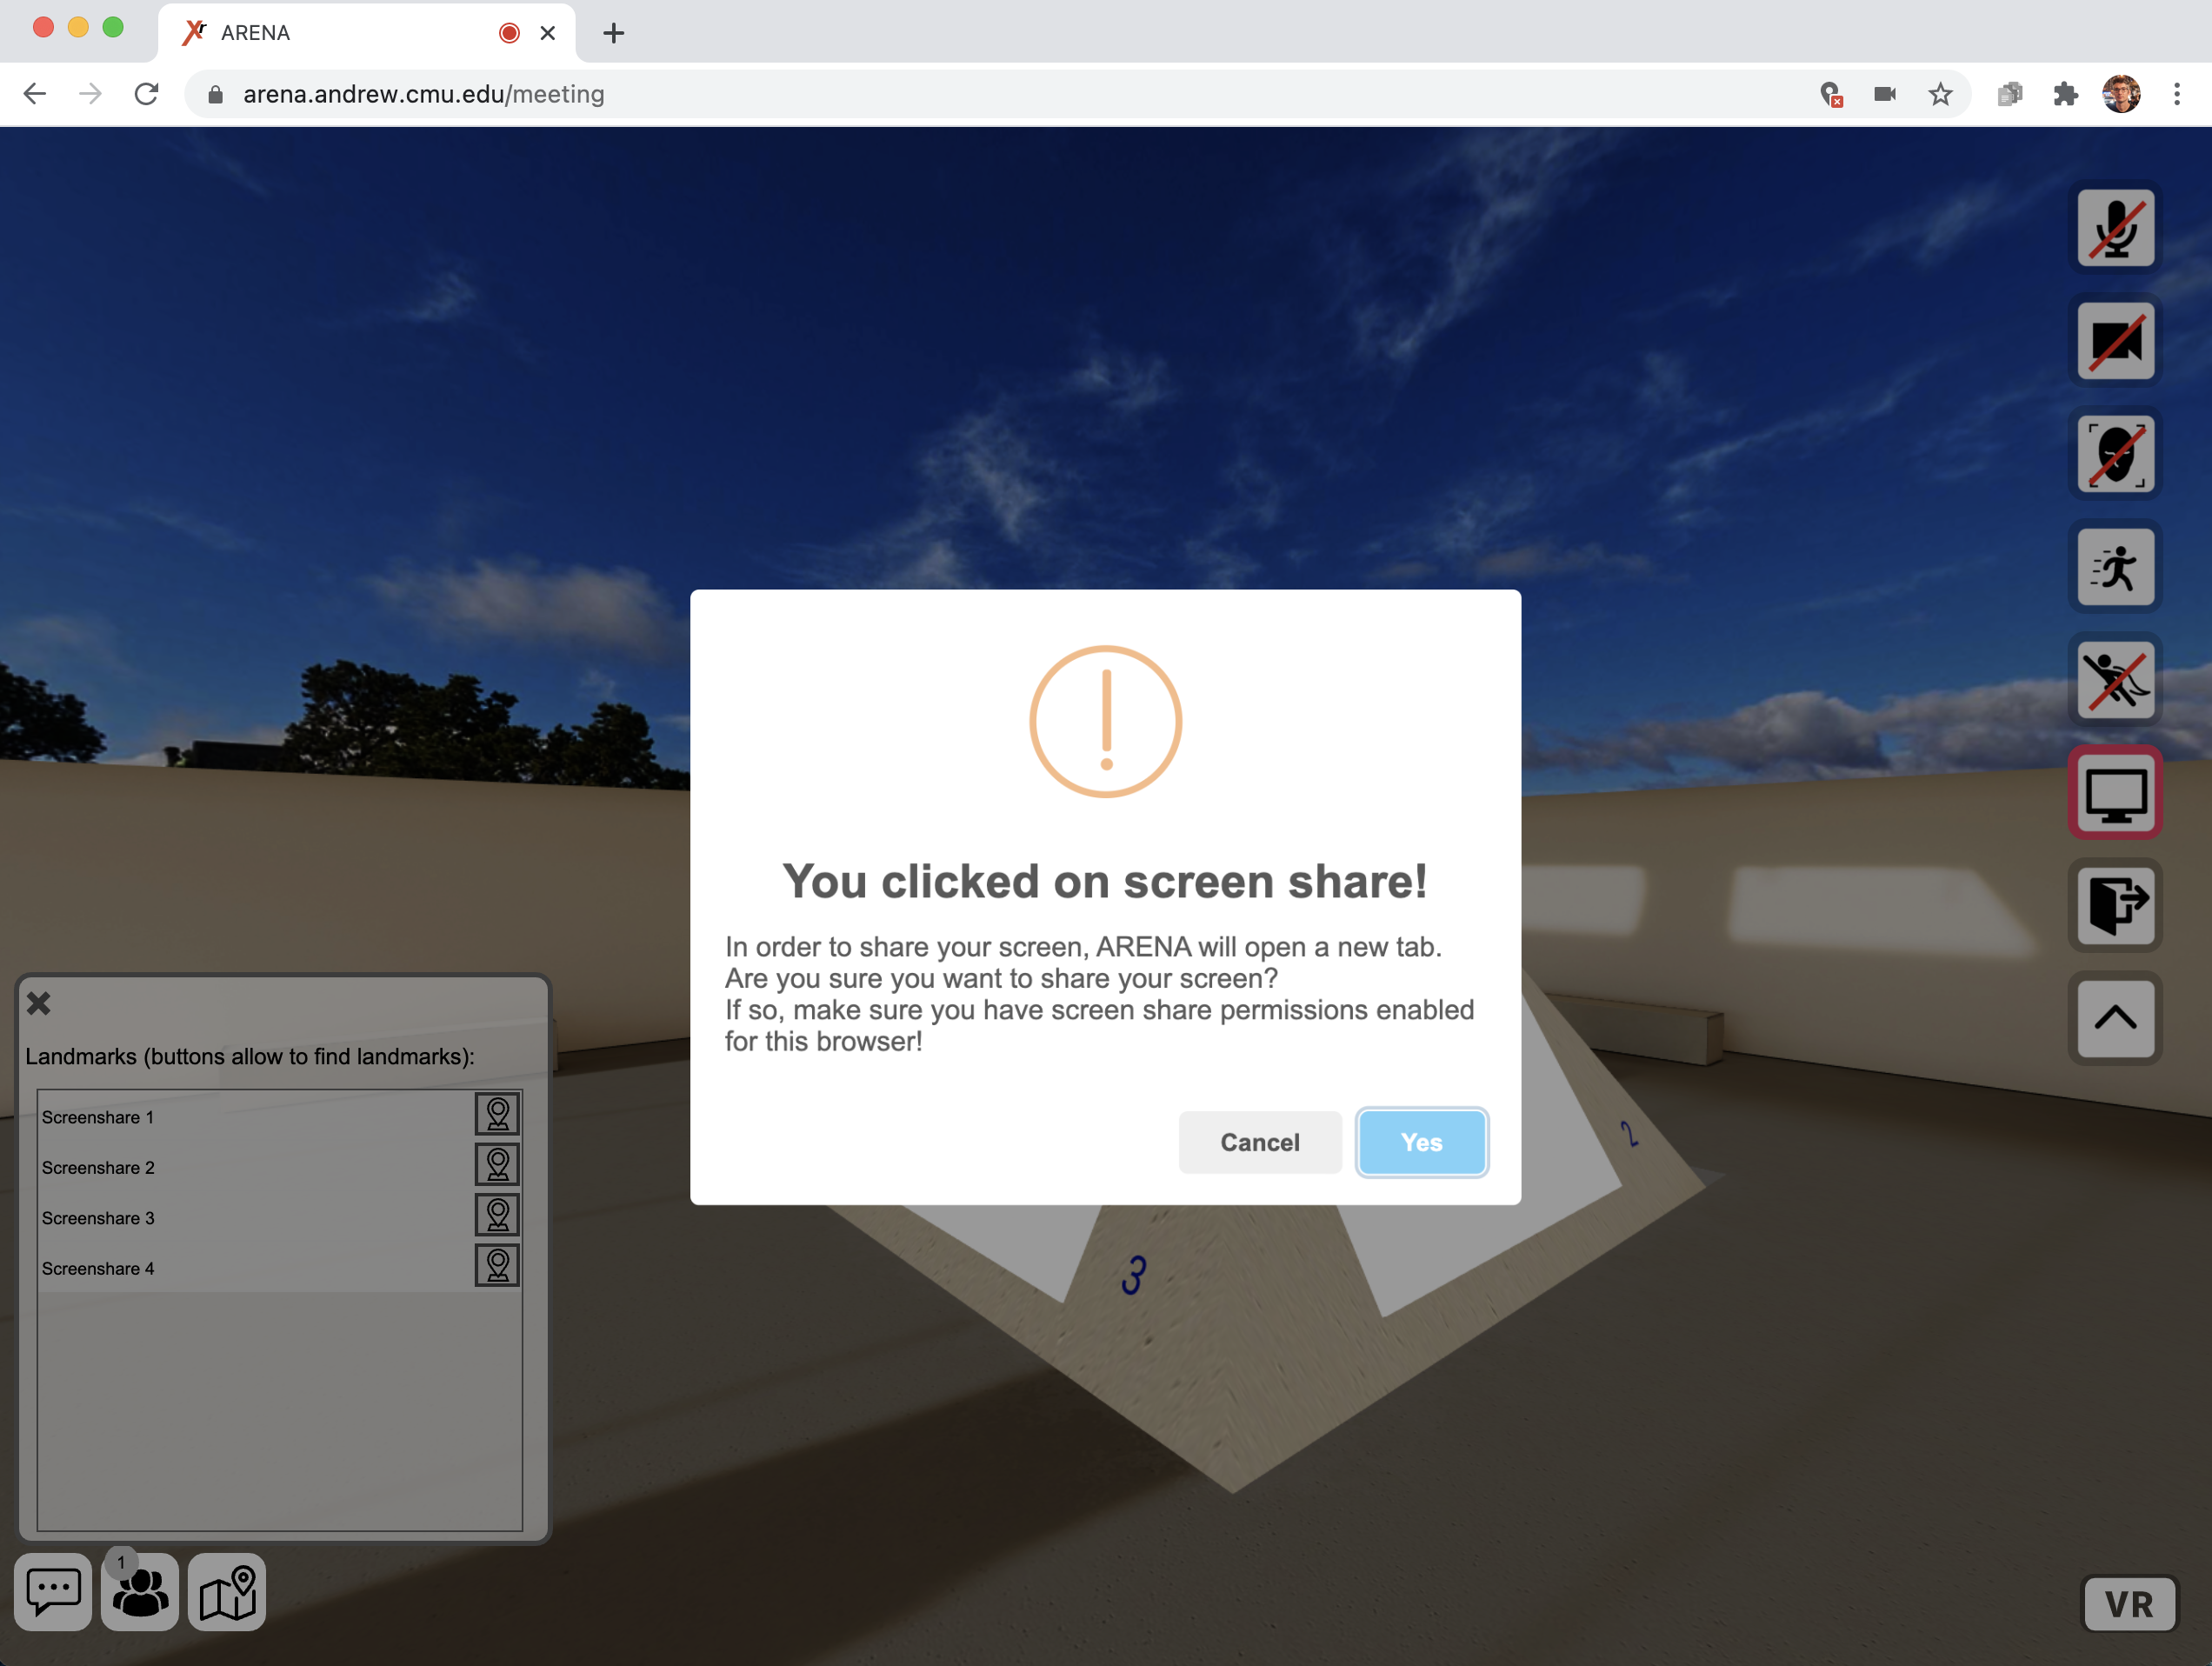 Xr ARENA
arena.andrew.cmu.edu/meeting
You clicked on screen share!
In order to share your screen, ARENA will open a new tab.
Are you sure you want to share your screen?
If so, make sure you have screen share permissions enabled
for this browser!
Cancel Yes
Landmarks (buttons allow to find landmarks):
Screenshare 1
Screenshare 2
Screenshare 3
Screenshare 4
2
3
1
VR